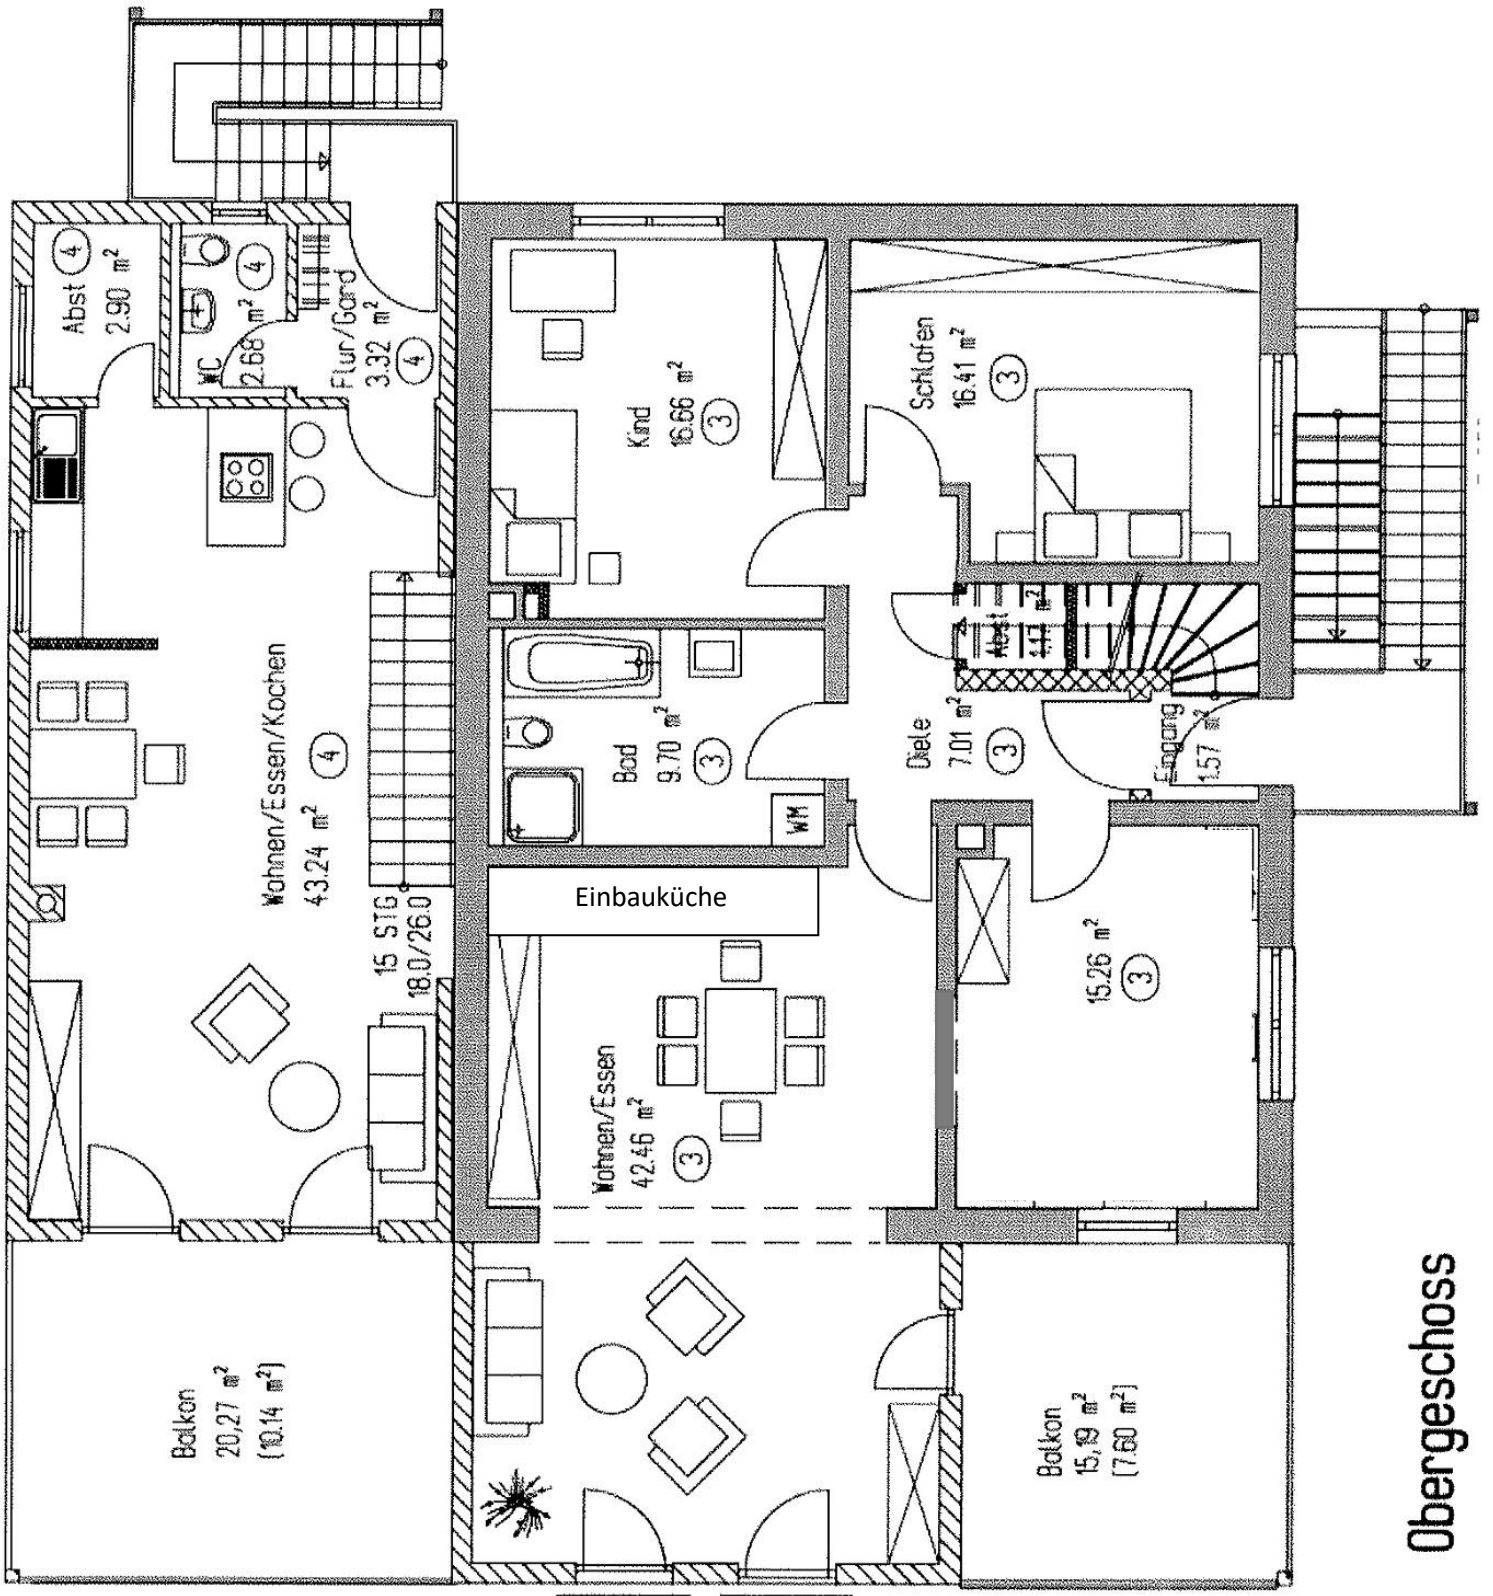 Abst 4
2.90 m²
WC
2.68 m²
4
Flur/Gard
3.32 m²
4
Wohnen/Essen/Kochen
43.24 m²
4
15 STG
18.0/26.0
Balkon
20,27 m²
(10.14 m²)
Kind
16.66 m²
3
Schlafen
16.41 m²
3
Abst
1.17 m²
Bad
9.70 m²
3
WM
Diele
7.01 m²
3
Eingang
1.57 m²
Einbauküche
Wohnen/Essen
42.46 m²
3
15.26 m²
3
Balkon
15,19 m²
(7.60 m²)
Obergeschoss